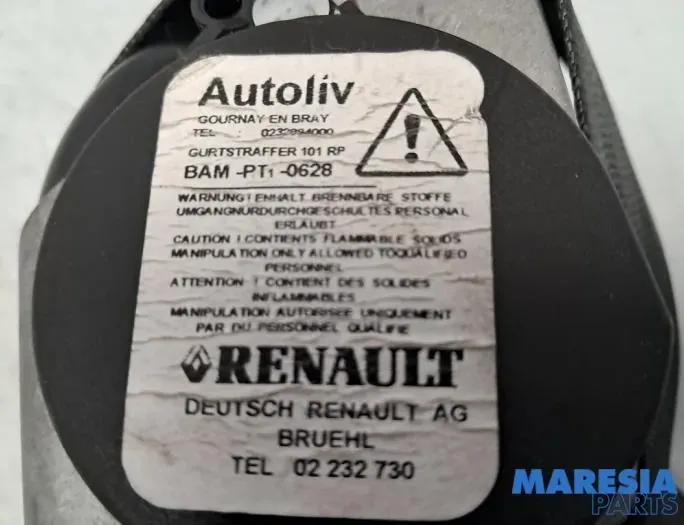 Autoliv
GOURNAY EN BRAY
TEL : 0232894000
GURTSTRAFFER 101 RP
BAM -PT1 -0628
WARNUNG! ENHALT BRENNBARE STOFFE
UMGANGNURDURCHGESCHULTES PERSONAL
ERLAUBT
CAUTION ! CONTIENTS FLAMMABLE SOLIDS
MANIPULATION ONLY ALLOWED TOQUALIFIED
PERSONNEL
ATTENTION ! CONTIENT DES SOLIDES
INFLAMMABLES
MANIPULATION AUTORISEE UNIQUEMENT
PAR DU PERSONNEL QUALIFIE
RENAULT
DEUTSCH RENAULT AG
BRUEHL
TEL 02 232 730
MARESIA
PARTS